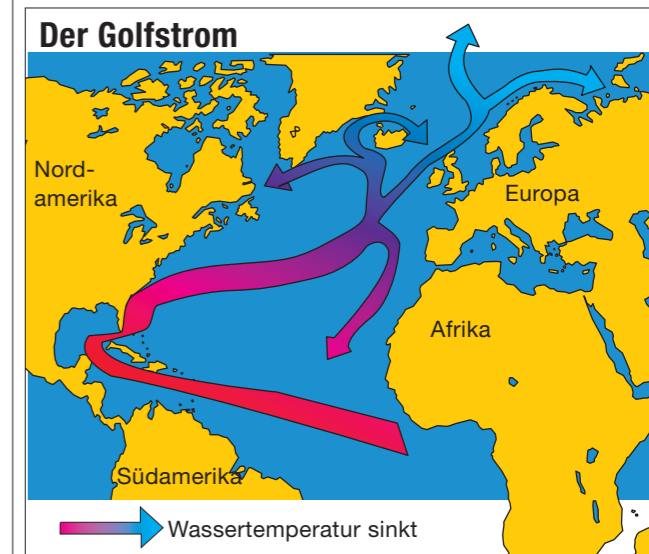 Der Golfstrom
Nord-
amerika
Europa
Afrika
Südamerika
Wassertemperatur sinkt